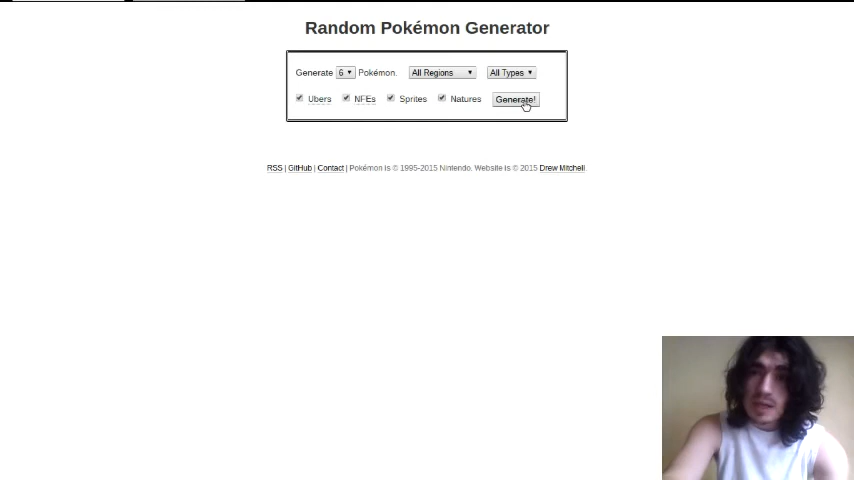 Random Pokémon Generator
Generate 6 Pokémon. All Regions All Types
Ubers NFEs Sprites Natures Generate!
RSS | GitHub | Contact | Pokémon is © 1995-2015 Nintendo. Website is © 2015 Drew Mitchell